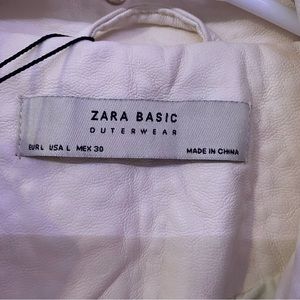 ZARA BASIC
OUTERWEAR
EUR L USA L MEX 30 MADE IN CHINA